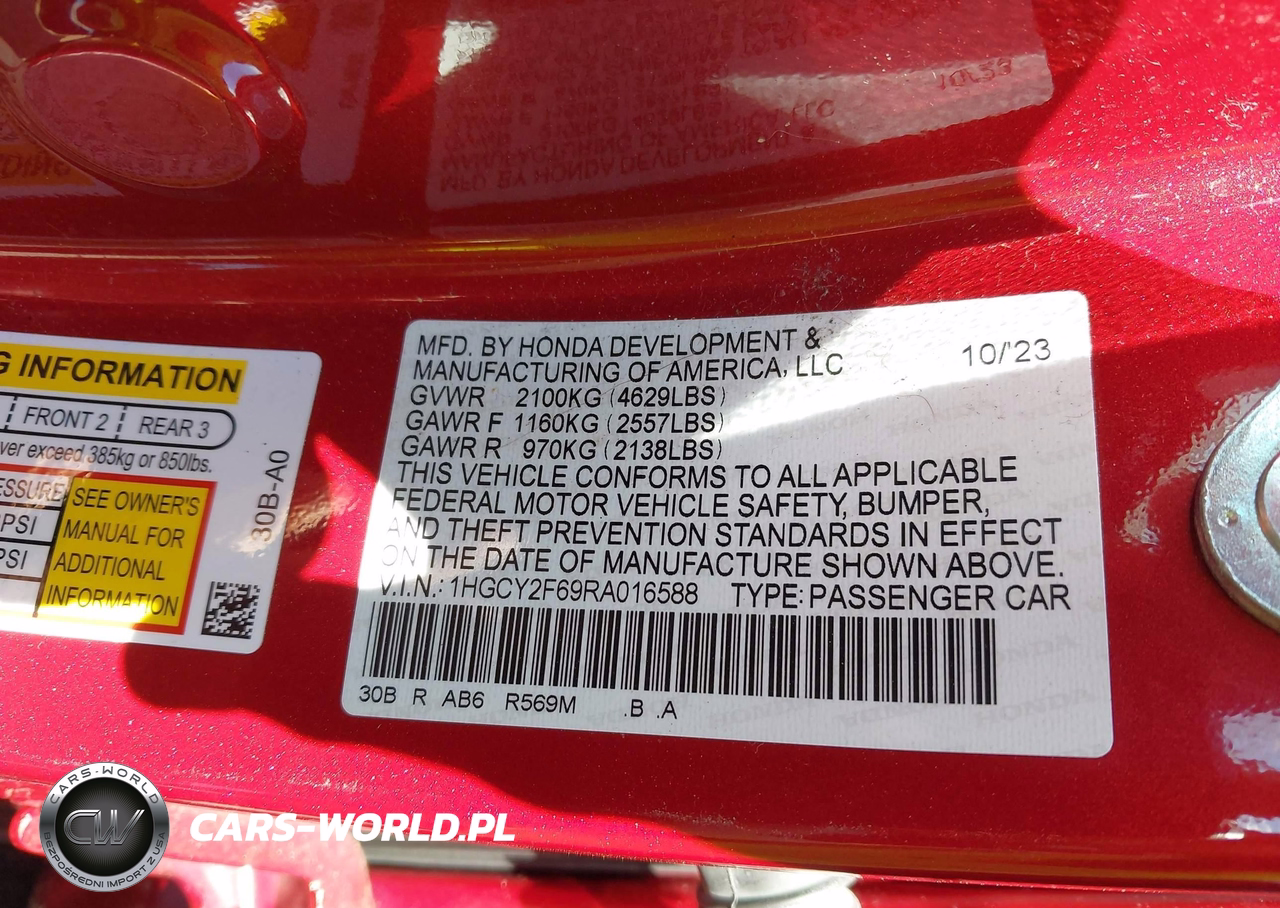 G INFORMATION
FRONT 2 REAR 3
ver exceed 385kg or 850lbs.
ESSURE
PSI
PSI
SEE OWNER'S
MANUAL FOR
ADDITIONAL
INFORMATION
30B-A0
MFD. BY HONDA DEVELOPMENT &
MANUFACTURING OF AMERICA, LLC
10/'23
GVWR 2100KG (4629LBS)
GAWR F 1160KG (2557LBS)
GAWR R 970KG (2138LBS)
THIS VEHICLE CONFORMS TO ALL APPLICABLE
FEDERAL MOTOR VEHICLE SAFETY, BUMPER,
AND THEFT PREVENTION STANDARDS IN EFFECT
ON THE DATE OF MANUFACTURE SHOWN ABOVE.
V.I.N.: 1HGCY2F69RA016588 TYPE: PASSENGER CAR
30B R AB6 R569M .B .A
CARS-WORLD
CW
BEZPOŚREDNI IMPORT Z USA
CARS-WORLD.PL